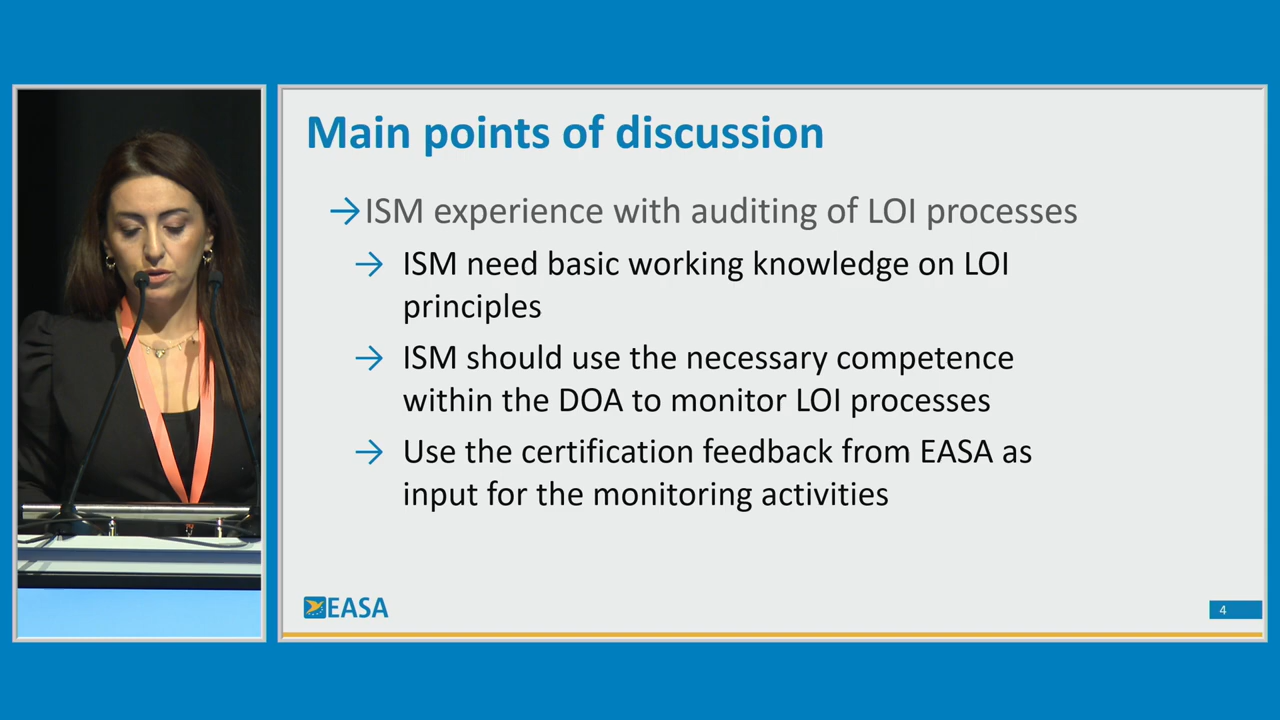 Main points of discussion
→ISM experience with auditing of LOI processes
→ ISM need basic working knowledge on LOI
principles
→ ISM should use the necessary competence
within the DOA to monitor LOI processes
→ Use the certification feedback from EASA as
input for the monitoring activities
EASA
4